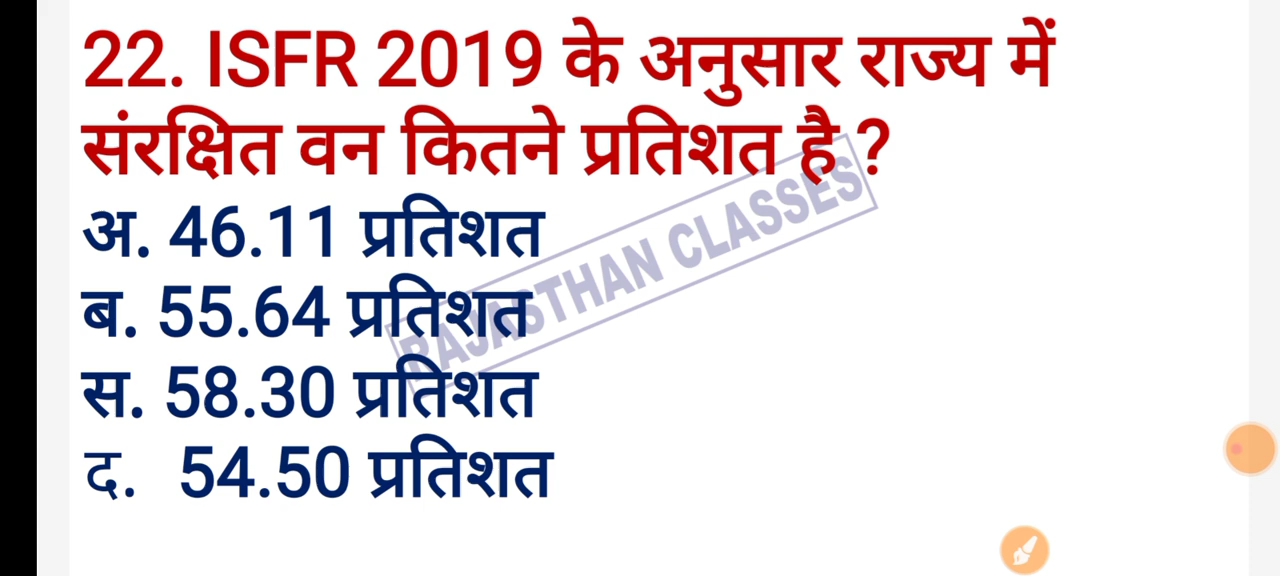 22. ISFR 2019 के अनुसार राज्य में
संरक्षित वन कितने प्रतिशत है ?
अ. 46.11 प्रतिशत
ब. 55.64 प्रतिशत
स. 58.30 प्रतिशत
द. 54.50 प्रतिशत
RAJASTHAN CLASSES